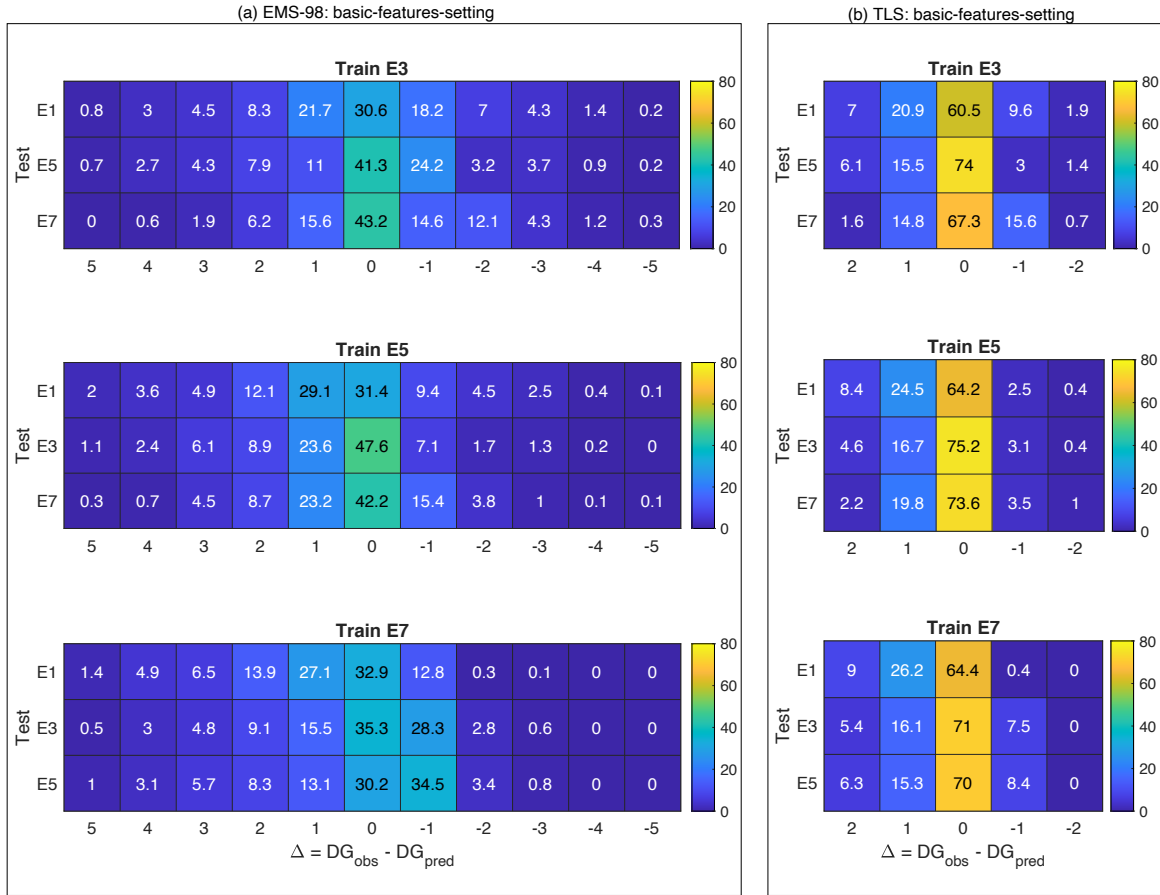 (a) EMS-98: basic-features-setting
Train E3
E1 0.8 3 4.5 8.3 21.7 30.6 18.2 7 4.3 1.4 0.2
E5 0.7 2.7 4.3 7.9 11 41.3 24.2 3.2 3.7 0.9 0.2
E7 0 0.6 1.9 6.2 15.6 43.2 14.6 12.1 4.3 1.2 0.3
Test
5 4 3 2 1 0 -1 -2 -3 -4 -5
80
60
40
20
0
Train E5
E1 2 3.6 4.9 12.1 29.1 31.4 9.4 4.5 2.5 0.4 0.1
E3 1.1 2.4 6.1 8.9 23.6 47.6 7.1 1.7 1.3 0.2 0
E7 0.3 0.7 4.5 8.7 23.2 42.2 15.4 3.8 1 0.1 0.1
Test
5 4 3 2 1 0 -1 -2 -3 -4 -5
80
60
40
20
0
Train E7
E1 1.4 4.9 6.5 13.9 27.1 32.9 12.8 0.3 0.1 0 0
E3 0.5 3 4.8 9.1 15.5 35.3 28.3 2.8 0.6 0 0
E5 1 3.1 5.7 8.3 13.1 30.2 34.5 3.4 0.8 0 0
Test
5 4 3 2 1 0 -1 -2 -3 -4 -5
80
60
40
20
0
Δ = DG_obs - DG_pred
(b) TLS: basic-features-setting
Train E3
E1 7 20.9 60.5 9.6 1.9
E5 6.1 15.5 74 3 1.4
E7 1.6 14.8 67.3 15.6 0.7
Test
2 1 0 -1 -2
80
60
40
20
0
Train E5
E1 8.4 24.5 64.2 2.5 0.4
E3 4.6 16.7 75.2 3.1 0.4
E7 2.2 19.8 73.6 3.5 1
Test
2 1 0 -1 -2
80
60
40
20
0
Train E7
E1 9 26.2 64.4 0.4 0
E3 5.4 16.1 71 7.5 0
E5 6.3 15.3 70 8.4 0
Test
2 1 0 -1 -2
80
60
40
20
0
Δ = DG_obs - DG_pred